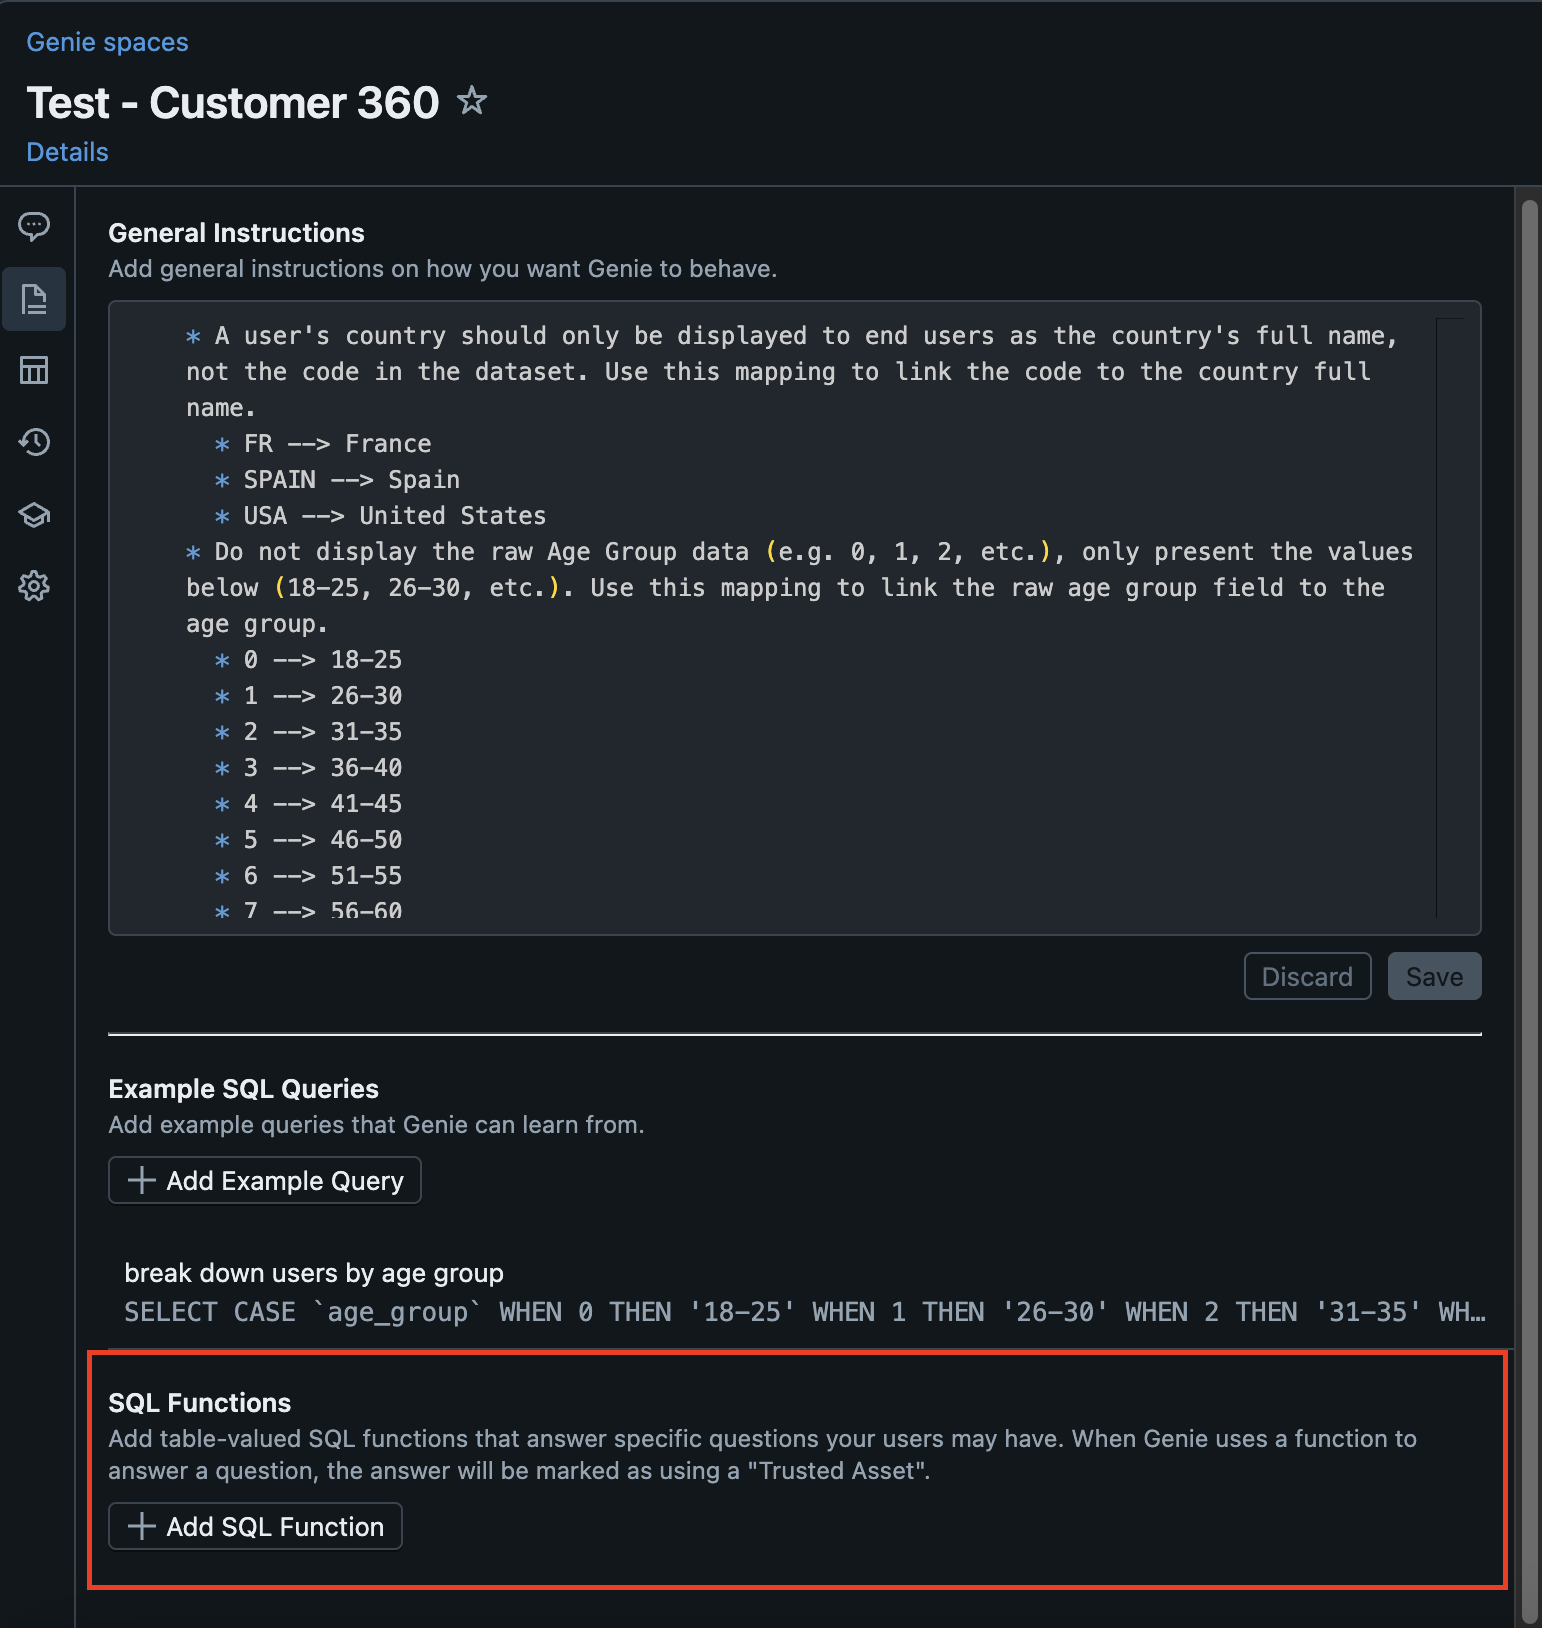 Genie spaces
Test - Customer 360
Details
General Instructions
Add general instructions on how you want Genie to behave.
* A user's country should only be displayed to end users as the country's full name,
not the code in the dataset. Use this mapping to link the code to the country full
name.
* FR --> France
* SPAIN --> Spain
* USA --> United States
* Do not display the raw Age Group data (e.g. 0, 1, 2, etc.), only present the values
below (18-25, 26-30, etc.). Use this mapping to link the raw age group field to the
age group.
* 0 --> 18-25
* 1 --> 26-30
* 2 --> 31-35
* 3 --> 36-40
* 4 --> 41-45
* 5 --> 46-50
* 6 --> 51-55
* 7 --> 56-60
Discard
Save
Example SQL Queries
Add example queries that Genie can learn from.
Add Example Query
break down users by age group
SELECT CASE `age_group` WHEN 0 THEN '18-25' WHEN 1 THEN '26-30' WHEN 2 THEN '31-35' WH…
SQL Functions
Add table-valued SQL functions that answer specific questions your users may have. When Genie uses a function to
answer a question, the answer will be marked as using a "Trusted Asset".
Add SQL Function